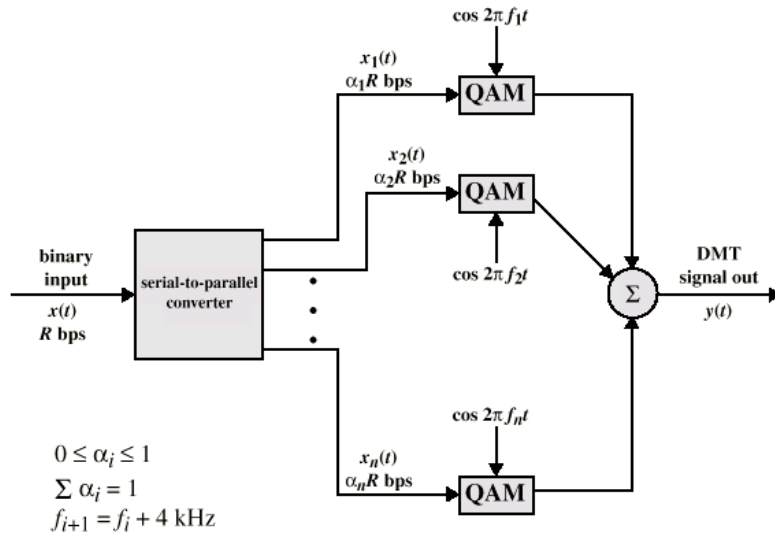 cos 2πf₁t
x₁(t)
α₁R bps
QAM
x₂(t)
α₂R bps
QAM
cos 2πf₂t
binary
input
x(t)
R bps
serial-to-parallel
converter
Σ
DMT
signal out
y(t)
cos 2πfₙt
xₙ(t)
αₙR bps
QAM
0 ≤ αᵢ ≤ 1
Σ αᵢ = 1
fᵢ₊₁ = fᵢ + 4 kHz